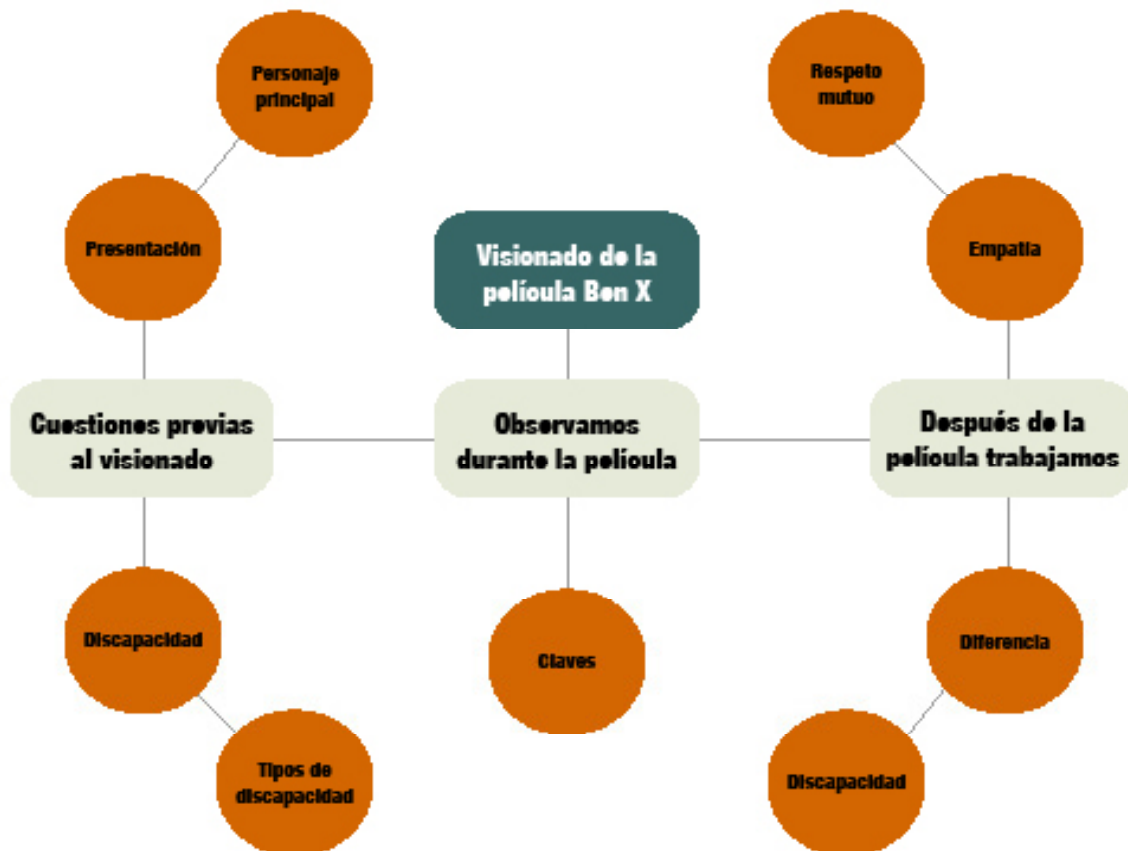 Personaje
principal
Respeto
mutuo
Presentación
Visionado de la
película Ben X
Empatía
Cuestiones previas
al visionado
Observamos
durante la película
Después de la
película trabajamos
Discapacidad
Claves
Diferencia
Tipos de
discapacidad
Discapacidad